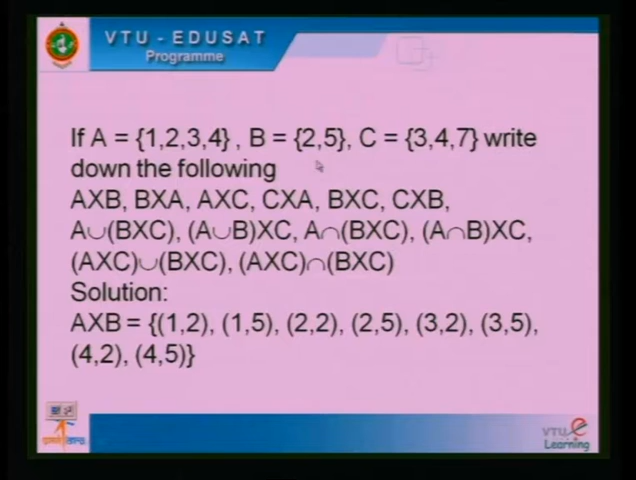 VTU - EDUSAT
Programme
If A = {1,2,3,4} , B = {2,5}, C = {3,4,7} write
down the following
AXB, BXA, AXC, CXA, BXC, CXB,
A∪(BXC), (A∪B)XC, A∩(BXC), (A∩B)XC,
(AXC)∪(BXC), (AXC)∩(BXC)
Solution:
AXB = {(1,2), (1,5), (2,2), (2,5), (3,2), (3,5),
(4,2), (4,5)}
VTU e
Learning